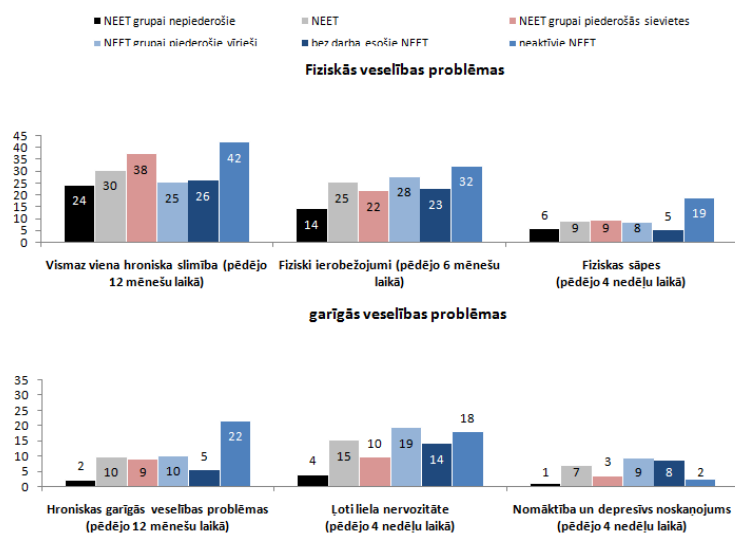 NEET grupai nepiederošie NEET NEET grupai piederošās sievietes
NEET grupai piederošie vīrieši bez darba esošie NEET neaktīvie NEET
Fiziskās veselības problēmas
45
40
35
30
25
20
15
10
5
0
24 30 38 25 26 42
14 25 22 28 23 32
6 9 9 8 5 19
Vismaz viena hroniska slimība (pēdējo
12 mēnešu laikā)
Fiziski ierobežojumi (pēdējo 6 mēnešu
laikā)
Fiziskas sāpes
(pēdējo 4 nedēļu laikā)
garīgās veselības problēmas
35
30
25
20
15
10
5
0
2 10 9 10 5 22
4 15 10 19 14 18
1 7 3 9 8 2
Hroniskas garīgās veselības problēmas
(pēdējo 12 mēnešu laikā)
Ļoti liela nervozitāte
(pēdējo 4 nedēļu laikā)
Nomāktība un depresīvs noskaņojums
(pēdējo 4 nedēļu laikā)